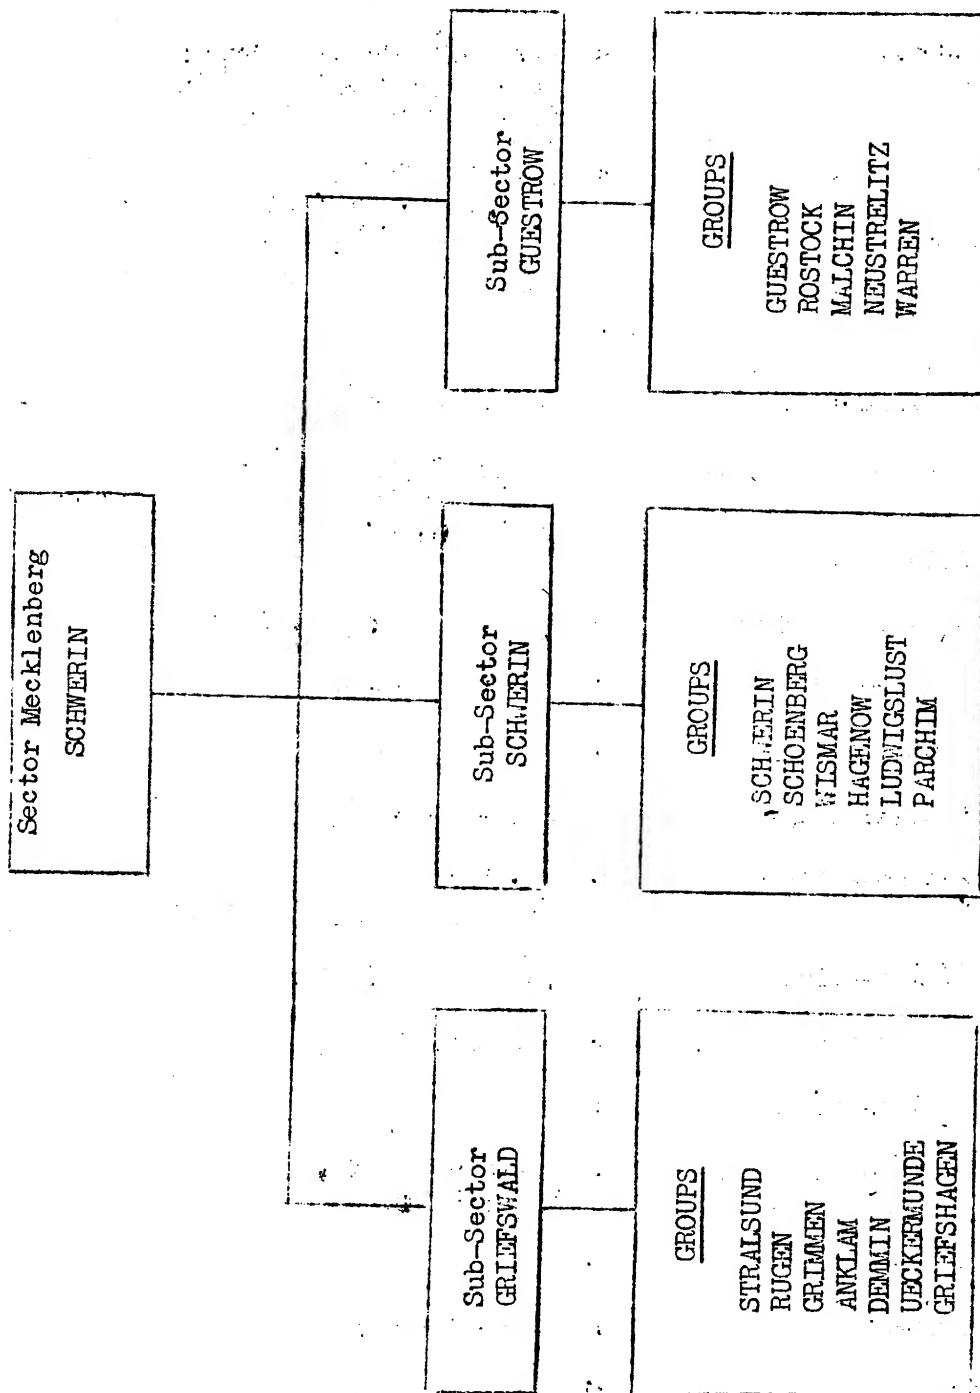 Sector Mecklenberg
SCHWERIN
Sub-Sector
GRIEFSWALD
Sub-Sector
SCHWERIN
Sub-Sector
GUESTROW
GROUPS
STRALSUND
RUGEN
GRIMMEN
ANKLAM
DEMMIN
UECKERMUNDE
GRIEFSHAGEN
GROUPS
SCHWERIN
SCHOENBERG
WISMAR
HAGENOW
LUDWIGSLUST
PARCHIM
GROUPS
GUESTROW
ROSTOCK
MALCHIN
NEUSTRELITZ
WARREN